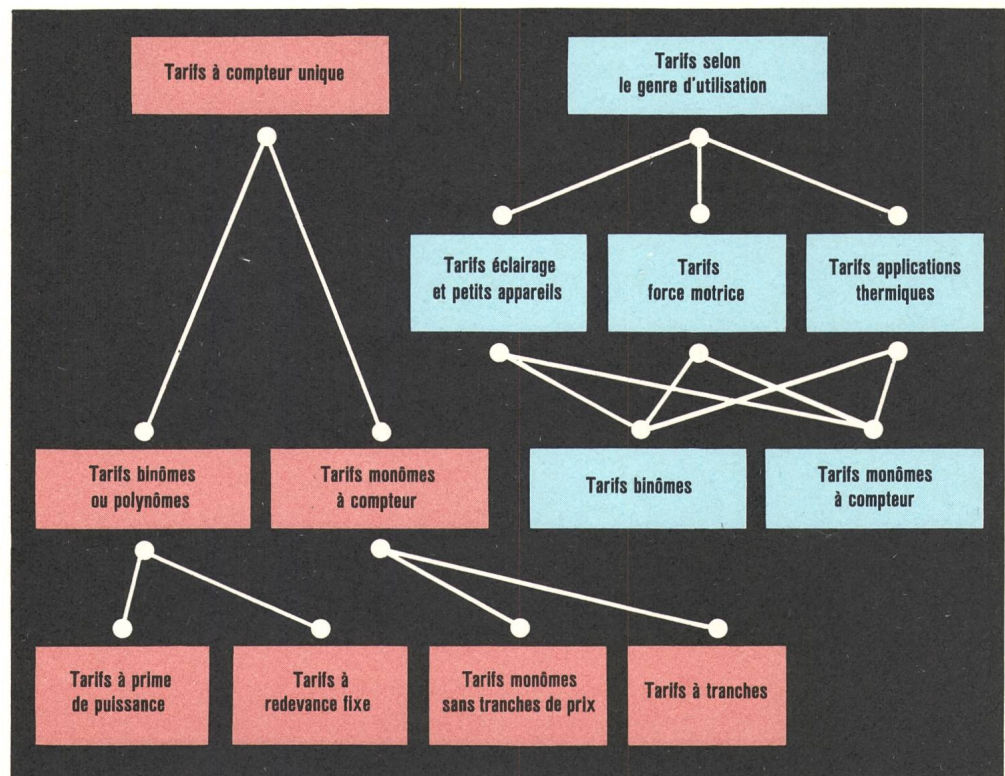 Tarifs à compteur unique
Tarifs selon
le genre d'utilisation
Tarifs éclairage
et petits appareils
Tarifs
force motrice
Tarifs applications
thermiques
Tarifs binômes
ou polynômes
Tarifs monômes
à compteur
Tarifs binômes
Tarifs monômes
à compteur
Tarifs à prime
de puissance
Tarifs à
redevance fixe
Tarifs monômes
sans tranches de prix
Tarifs à tranches